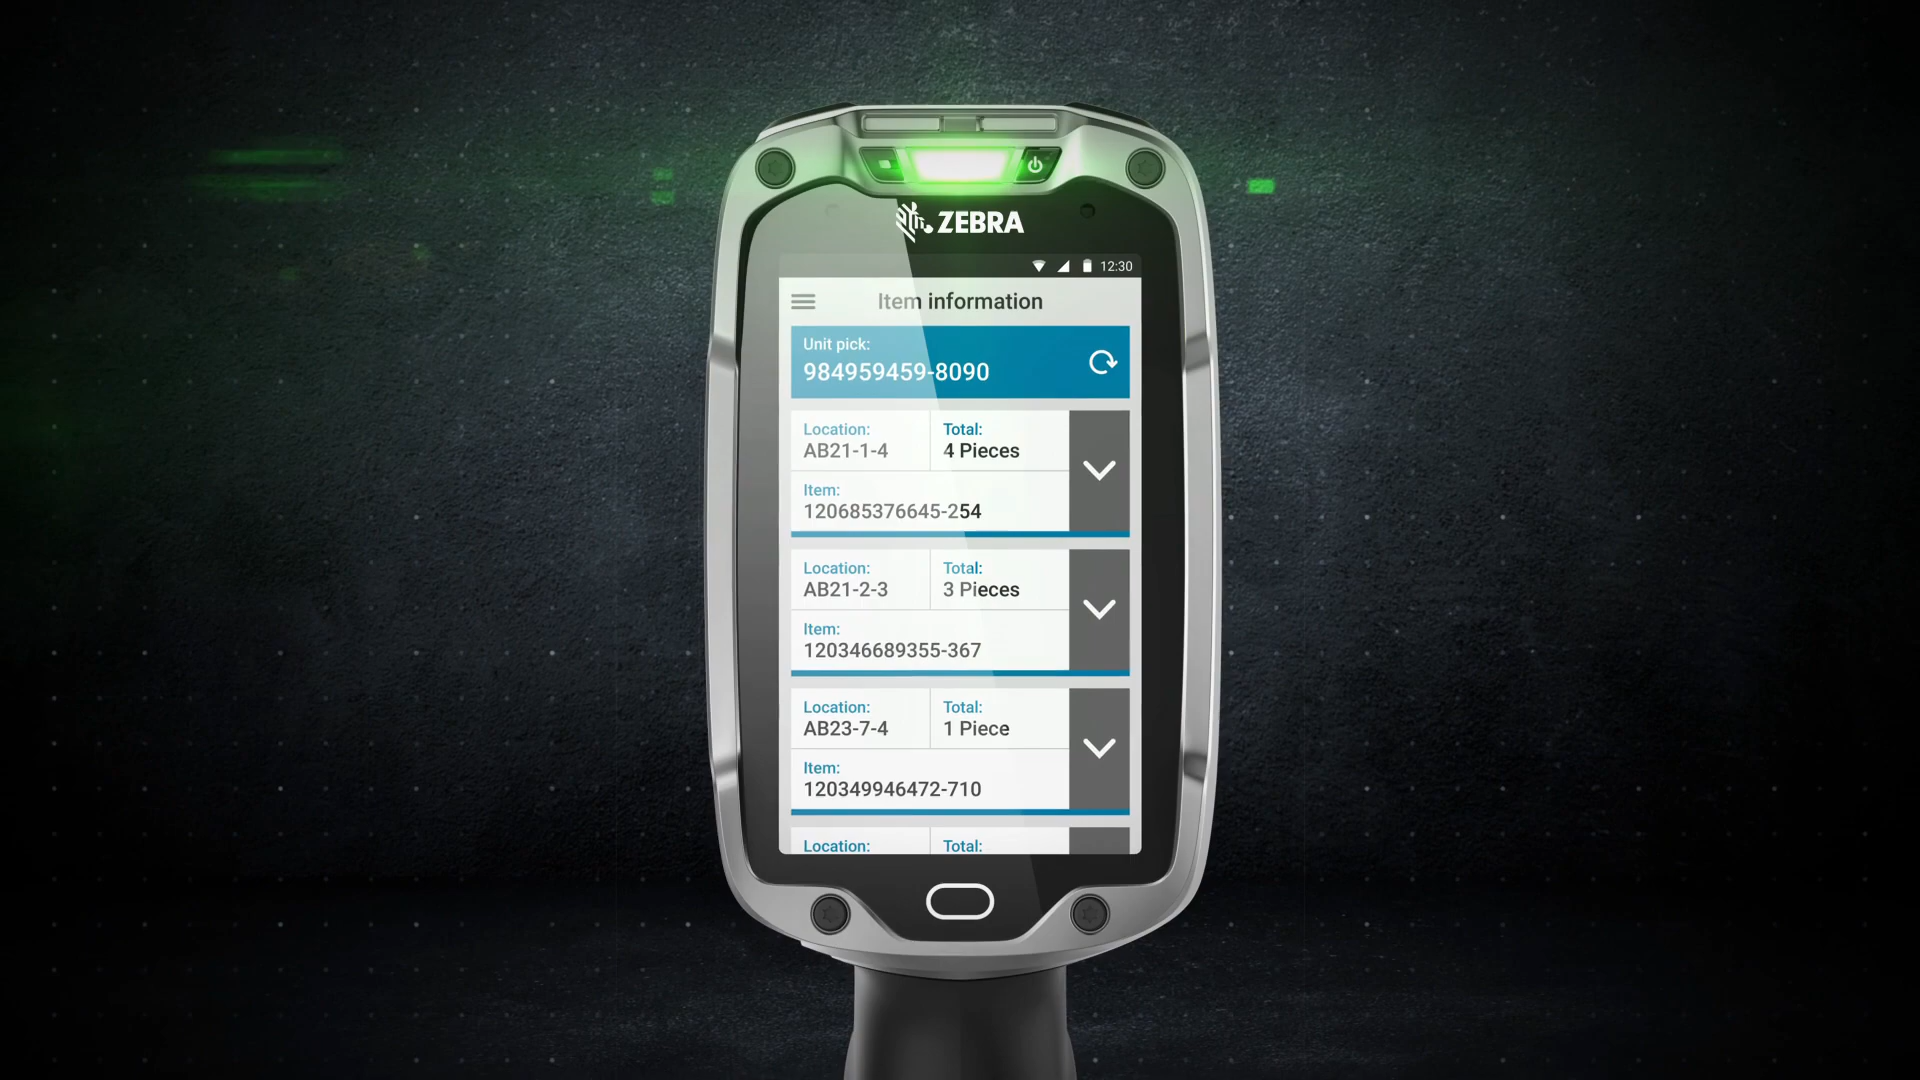 ZEBRA
12:30
Item information
Unit pick:
984959459-8090
Location:
AB21-1-4
Total:
4 Pieces
Item:
120685376645-254
Location:
AB21-2-3
Total:
3 Pieces
Item:
120346689355-367
Location:
AB23-7-4
Total:
1 Piece
Item:
120349946472-710
Location:
Total: